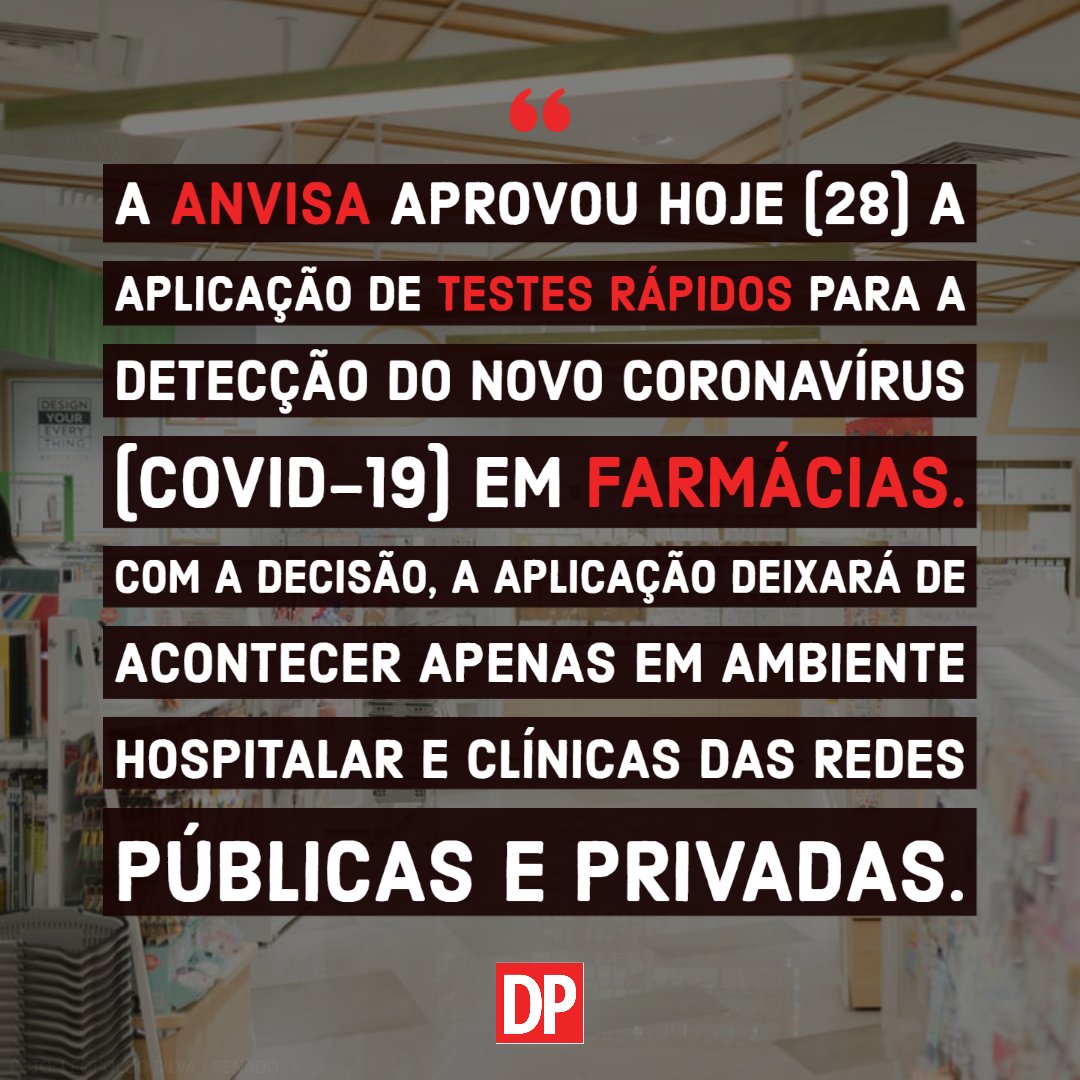 “
A ANVISA APROVOU HOJE (28) A
APLICAÇÃO DE TESTES RÁPIDOS PARA A
DETECÇÃO DO NOVO CORONAVÍRUS
(COVID-19) EM FARMÁCIAS.
COM A DECISÃO, A APLICAÇÃO DEIXARÁ DE
ACONTECER APENAS EM AMBIENTE
HOSPITALAR E CLÍNICAS DAS REDES
PÚBLICAS E PRIVADAS.
DESIGN
YOUR
EVERY
THING
DP
FOTO: LEOPOLDO SILVA / SENADO